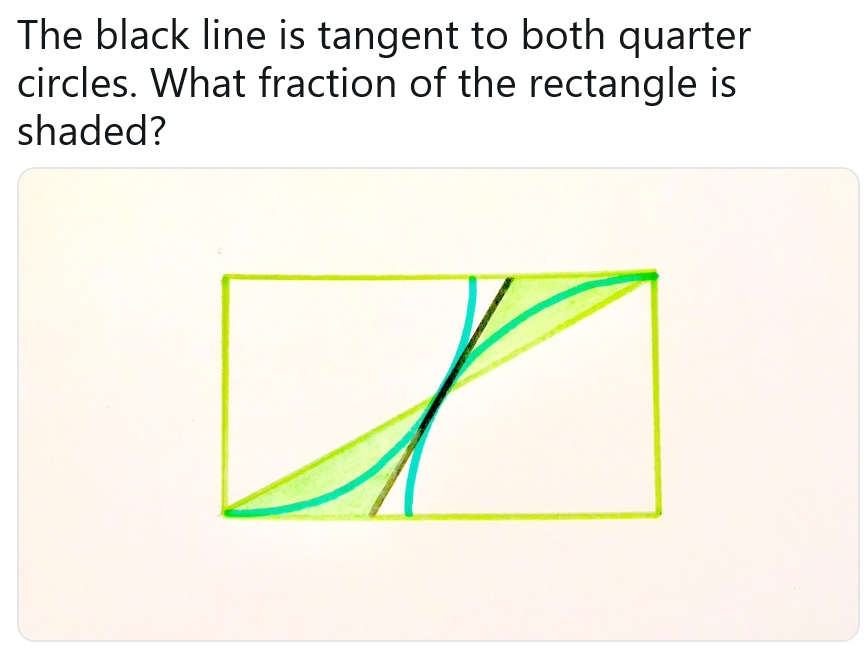 The black line is tangent to both quarter
circles. What fraction of the rectangle is
shaded?